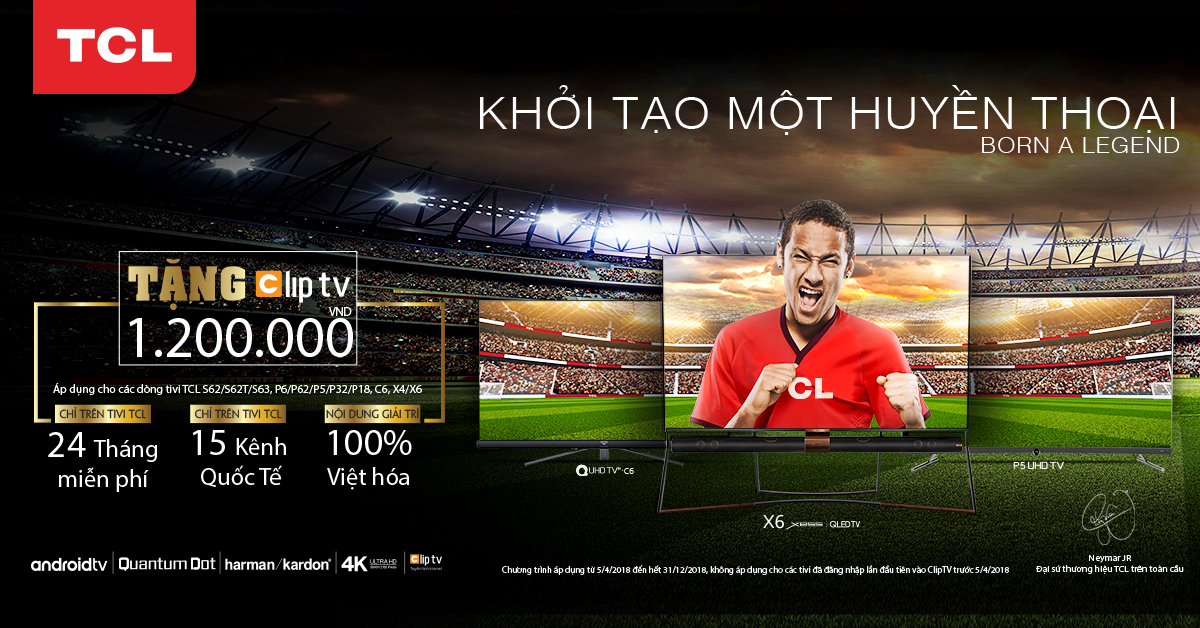 TCL
KHỞI TẠO MỘT HUYỀN THOẠI
BORN A LEGEND
TẶNG Cliptv
VND
1.200.000
Áp dụng cho các dòng tivi TCL S62/S62T/S63, P6/P62/P5/P32/P18, C6, X4/X6
CHỈ TRÊN TIVI TCL
24 Tháng
miễn phí
CHỈ TRÊN TIVI TCL
15 Kênh
Quốc Tế
NỘI DUNG GIẢI TRÍ
100%
Việt hóa
TCL
QUHD TV · C6
X6 XESS QLED TV
P5 UHD TV
Neymar JR
Đại sứ thương hiệu TCL trên toàn cầu
androidtv | Quantum Dot | harman/kardon® | 4K ULTRA HD | Cliptv
Chương trình áp dụng từ 5/4/2018 đến hết 31/12/2018, không áp dụng cho các tivi đã đăng nhập lần đầu tiên vào ClipTV trước 5/4/2018